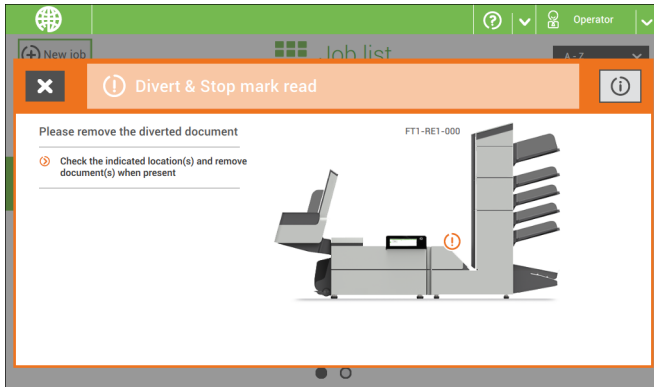 Operator
New job
Job list
A - Z
Divert & Stop mark read
Please remove the diverted document
FT1-RE1-000
Check the indicated location(s) and remove
document(s) when present